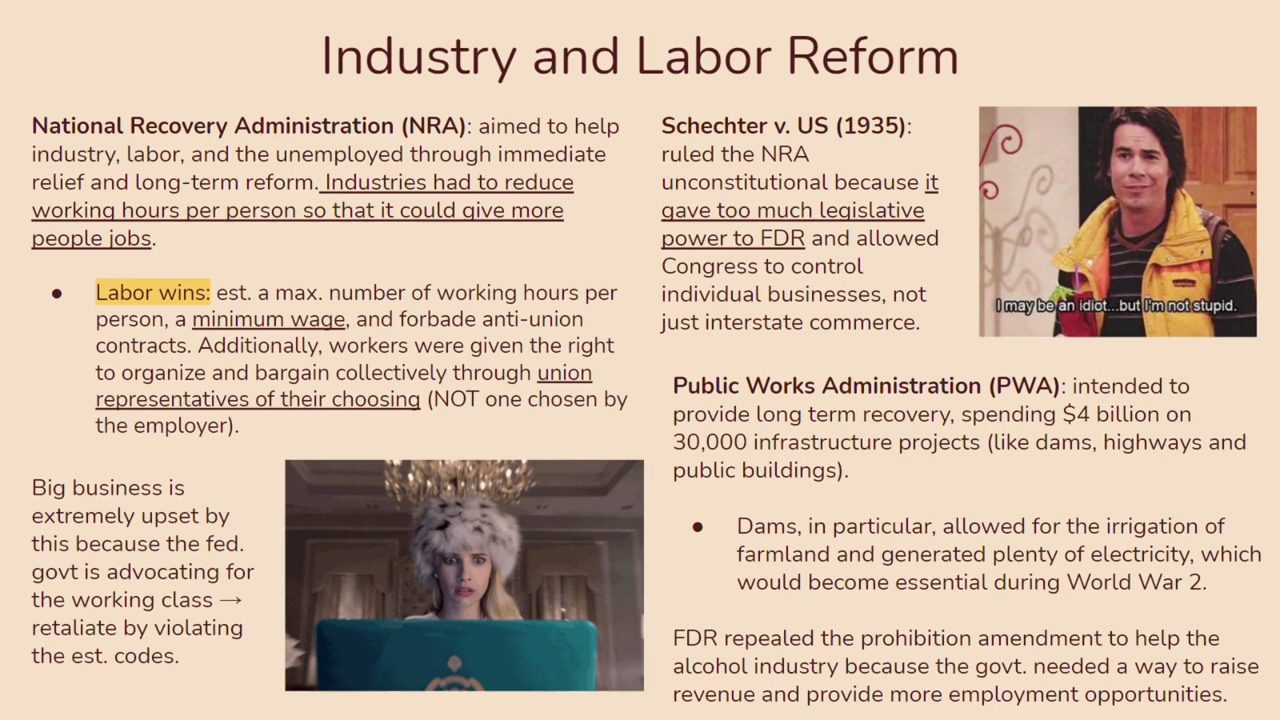 Industry and Labor Reform
National Recovery Administration (NRA): aimed to help
industry, labor, and the unemployed through immediate
relief and long-term reform. Industries had to reduce
working hours per person so that it could give more
people jobs.
● Labor wins: est. a max. number of working hours per
person, a minimum wage, and forbade anti-union
contracts. Additionally, workers were given the right
to organize and bargain collectively through union
representatives of their choosing (NOT one chosen by
the employer).
Big business is
extremely upset by
this because the fed.
govt is advocating for
the working class →
retaliate by violating
the est. codes.
Schechter v. US (1935):
ruled the NRA
unconstitutional because it
gave too much legislative
power to FDR and allowed
Congress to control
individual businesses, not
just interstate commerce.
I may be an idiot...but I'm not stupid.
Public Works Administration (PWA): intended to
provide long term recovery, spending $4 billion on
30,000 infrastructure projects (like dams, highways and
public buildings).
● Dams, in particular, allowed for the irrigation of
farmland and generated plenty of electricity, which
would become essential during World War 2.
FDR repealed the prohibition amendment to help the
alcohol industry because the govt. needed a way to raise
revenue and provide more employment opportunities.